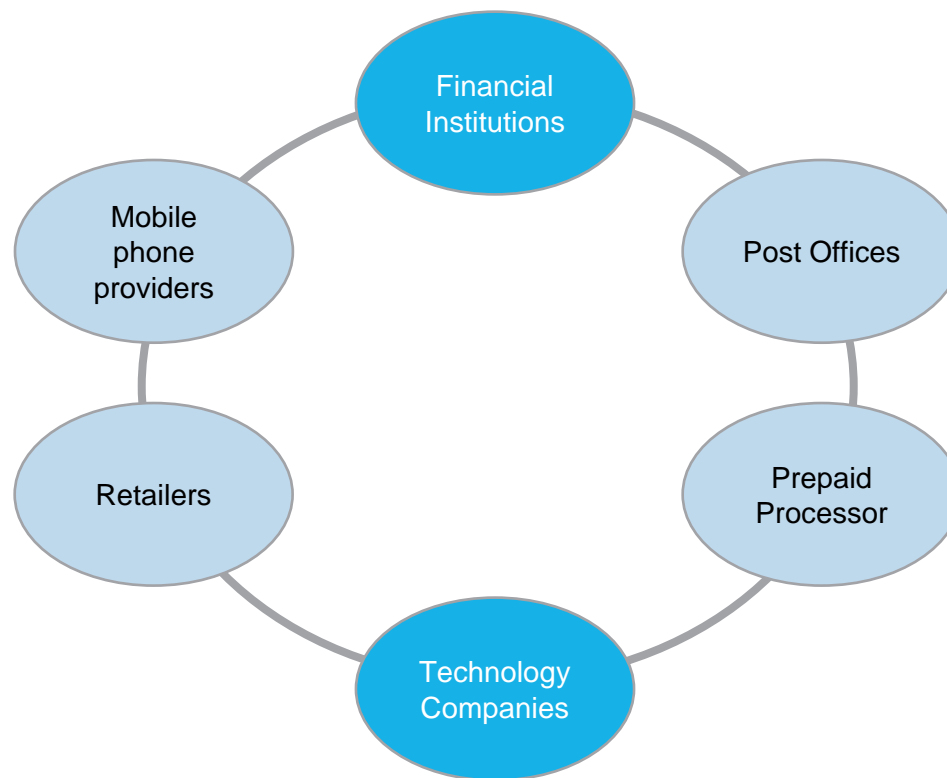 Financial
Institutions
Mobile
phone
providers
Post Offices
Retailers
Prepaid
Processor
Technology
Companies